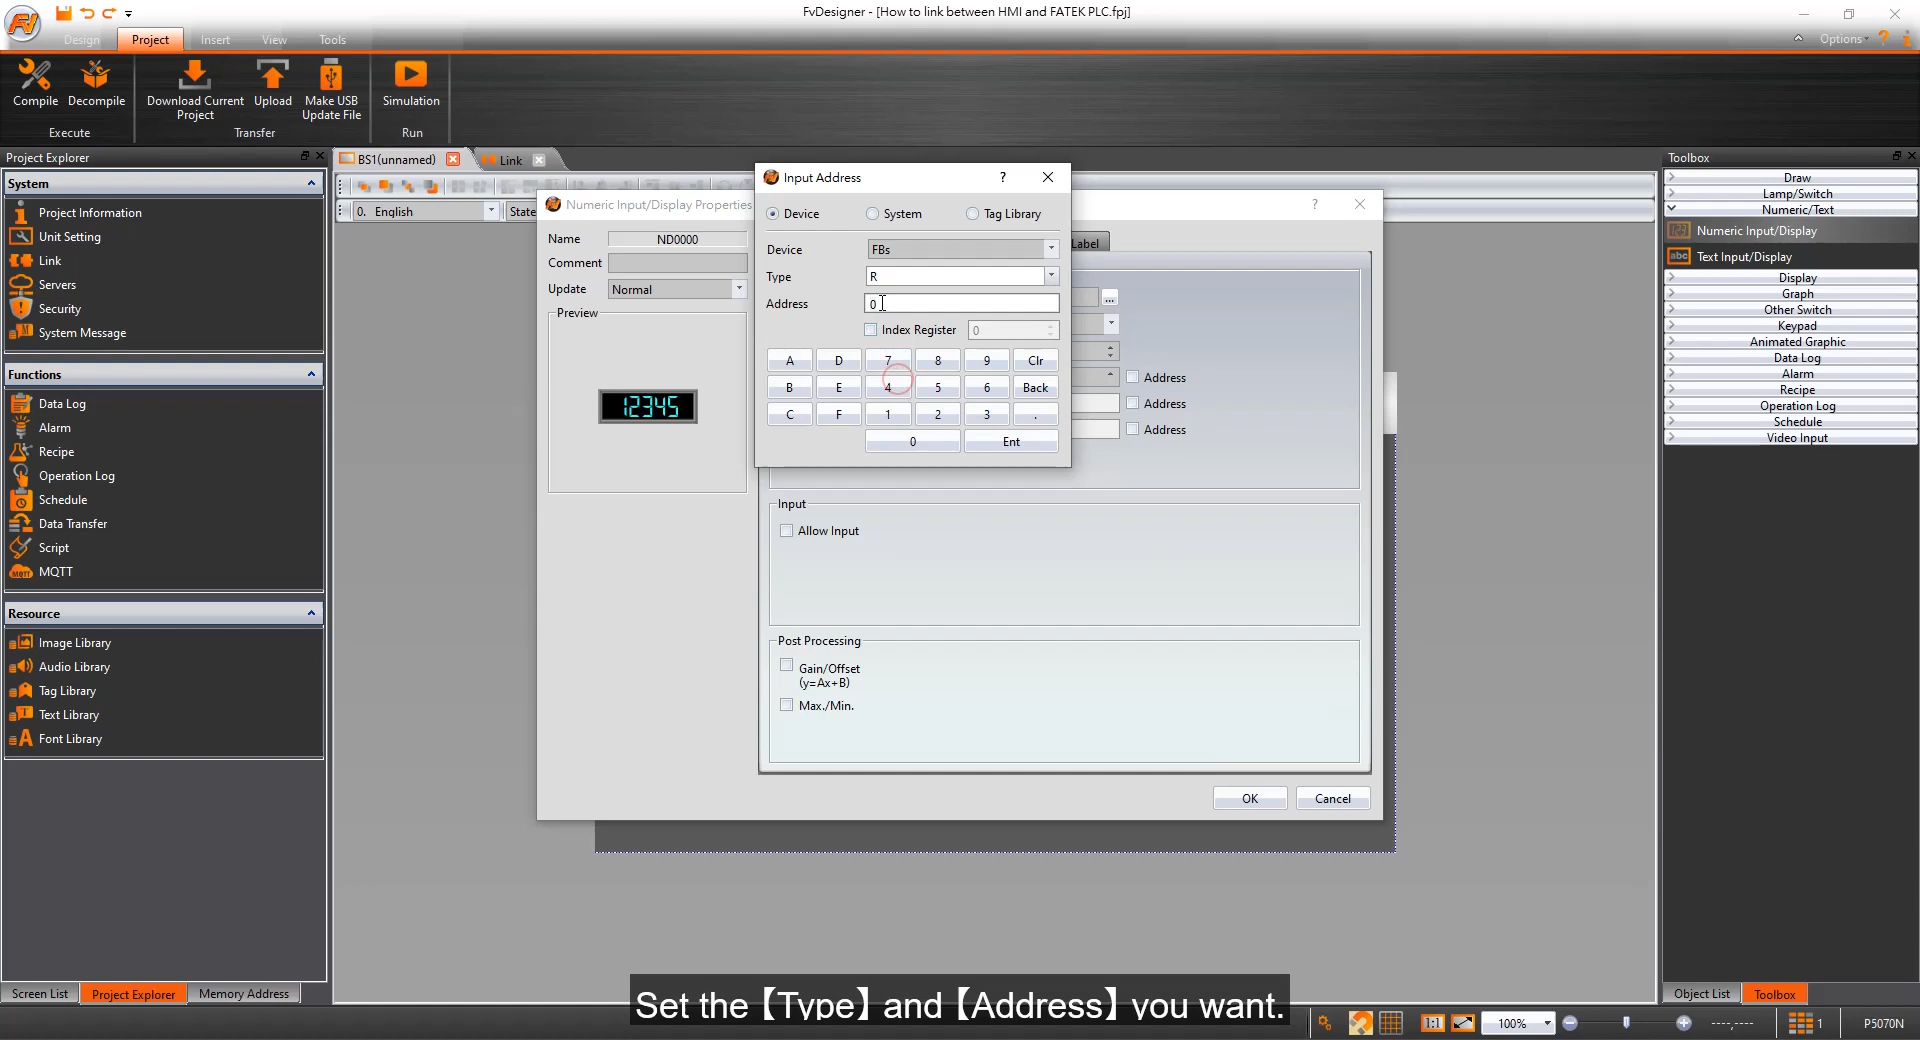 FvDesigner - [How to link between HMI and FATEK PLC.fpj]
Design Project Insert View Tools
Options
Compile Decompile Download Current Project Upload Make USB Update File Simulation
Execute Transfer Run
Project Explorer
System
Project Information
Unit Setting
Link
Servers
Security
System Message
Functions
Data Log
Alarm
Recipe
Operation Log
Schedule
Data Transfer
Script
MQTT
Resource
Image Library
Audio Library
Tag Library
Text Library
Font Library
Screen List Project Explorer Memory Address
BS1(unnamed) Link
0. English State
Numeric Input/Display Properties
Name ND0000
Comment
Update Normal
Preview
12345
Label
Address
Address
Address
Input
Allow Input
Post Processing
Gain/Offset
(y=Ax+B)
Max./Min.
OK Cancel
Input Address ?
Device System Tag Library
Device FBs
Type R
Address 0
Index Register 0
A D 7 8 9 Clr
B E 4 5 6 Back
C F 1 2 3 .
0 Ent
Toolbox
Draw
Lamp/Switch
Numeric/Text
Numeric Input/Display
abc Text Input/Display
Display
Graph
Other Switch
Keypad
Animated Graphic
Data Log
Alarm
Recipe
Operation Log
Schedule
Video Input
Object List Toolbox
Set the【Type】and【Address】you want.
1:1 100% ----,---- 1 P5070N